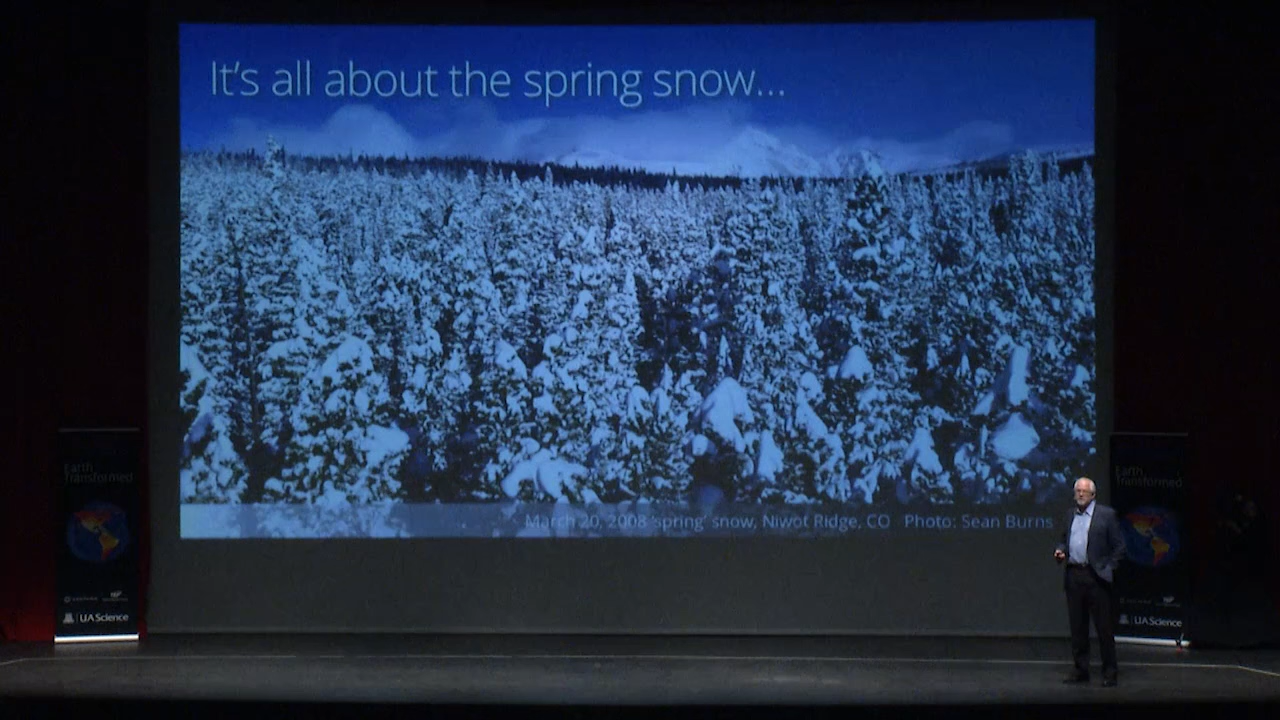 It's all about the spring snow...
March 20, 2008 'spring' snow, Niwot Ridge, CO Photo: Sean Burns
Earth
Transformed
UA Science
Earth
Transformed
UA Science